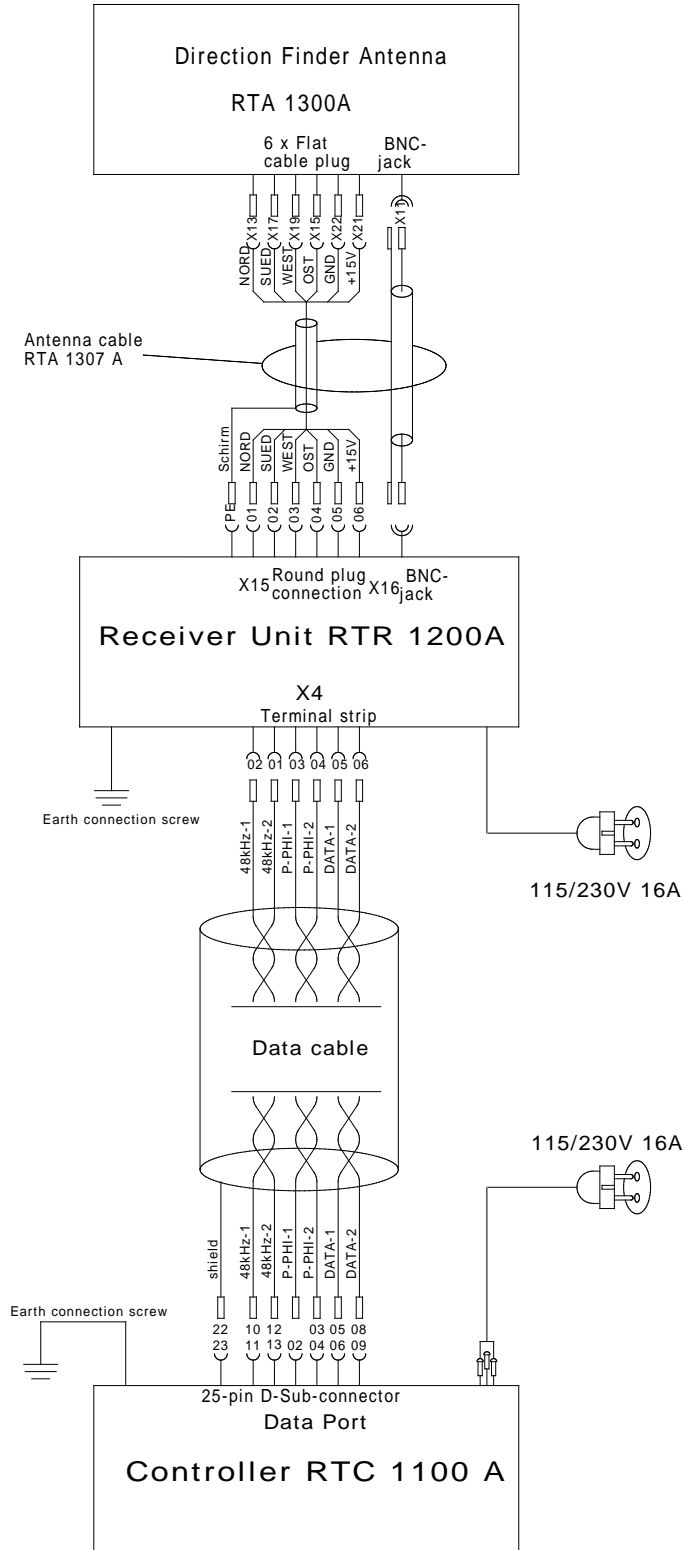 Direction Finder Antenna
RTA 1300A
6 x Flat
cable plug
BNC-
jack
X13 X17 X19 X15 X22 X21 X11
NORD SUED WEST OST GND +15V
Antenna cable
RTA 1307 A
Schirm NORD SUED WEST OST GND +15V
PE 01 02 03 04 05 06
X15 Round plug
connection
X16 BNC-
jack
Receiver Unit RTR 1200A
X4
Terminal strip
02 01 03 04 05 06
Earth connection screw
48kHz-1 48kHz-2 P-PHI-1 P-PHI-2 DATA-1 DATA-2
115/230V 16A
Data cable
115/230V 16A
shield 48kHz-1 48kHz-2 P-PHI-1 P-PHI-2 DATA-1 DATA-2
Earth connection screw
22 10 12 03 05 08
23 11 13 02 04 06 09
25-pin D-Sub-connector
Data Port
Controller RTC 1100 A